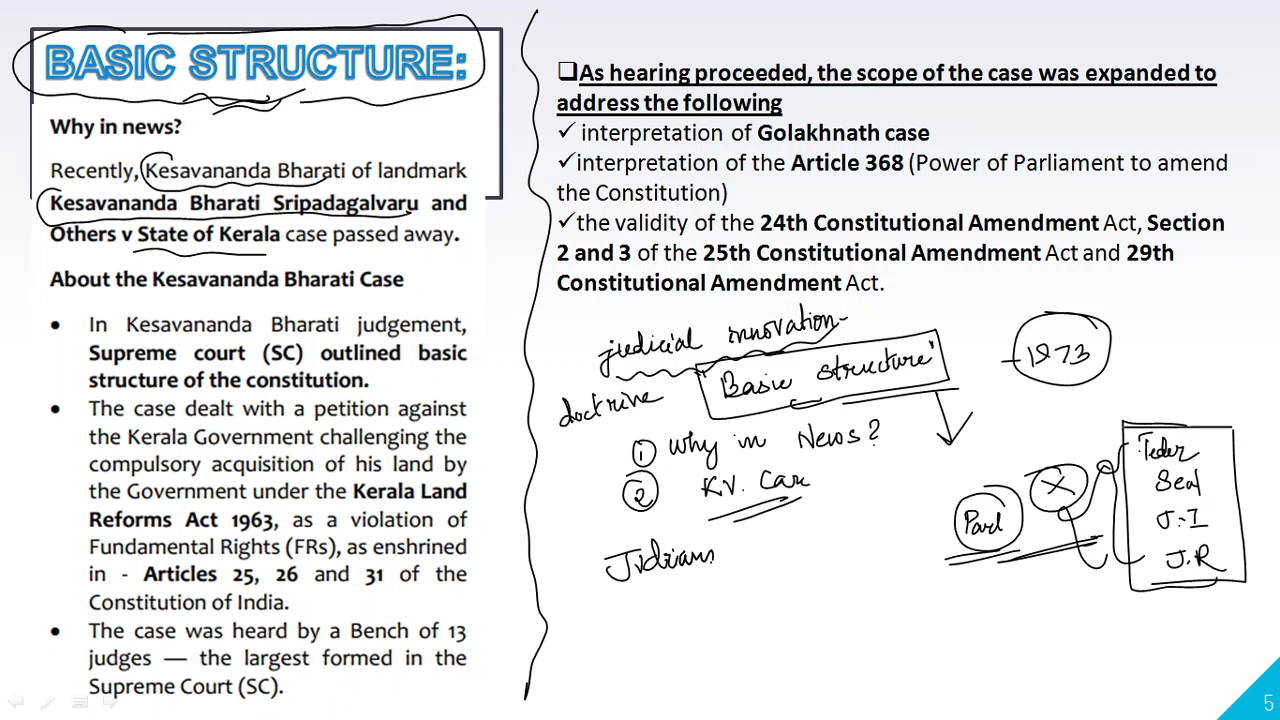 BASIC STRUCTURE:
Why in news?
Recently, Kesavananda Bharati of landmark
Kesavananda Bharati Sripadagalvaru and
Others v State of Kerala case passed away.
About the Kesavananda Bharati Case
• In Kesavananda Bharati judgement,
Supreme court (SC) outlined basic
structure of the constitution.
• The case dealt with a petition against
the Kerala Government challenging the
compulsory acquisition of his land by
the Government under the Kerala Land
Reforms Act 1963, as a violation of
Fundamental Rights (FRs), as enshrined
in - Articles 25, 26 and 31 of the
Constitution of India.
• The case was heard by a Bench of 13
judges — the largest formed in the
Supreme Court (SC).
❑As hearing proceeded, the scope of the case was expanded to
address the following
✓ interpretation of Golakhnath case
✓interpretation of the Article 368 (Power of Parliament to amend
the Constitution)
✓the validity of the 24th Constitutional Amendment Act, Section
2 and 3 of the 25th Constitutional Amendment Act and 29th
Constitutional Amendment Act.
judicial innovation
Basic structure
1973
doctrine
① Why in News?
② KV. Case
Parl
X
Feder
Seal
J.I
J.R
5